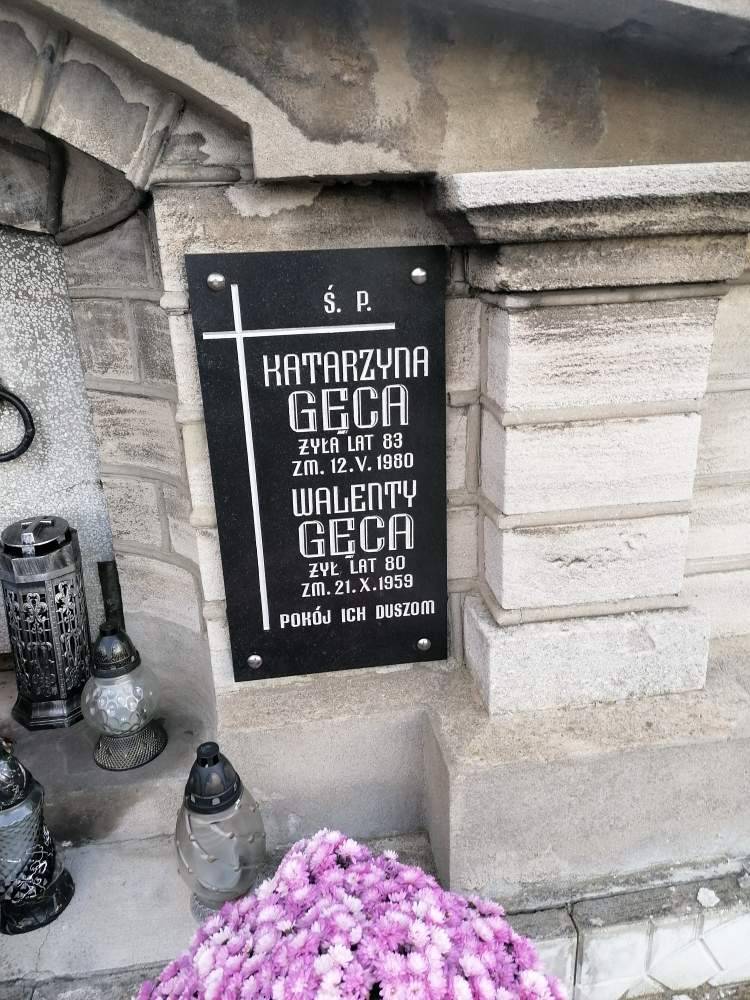 Ś. P.
KATARZYNA
GĘCA
ŻYŁA LAT 83
ZM. 12.V.1980
WALENTY
GĘCA
ŻYŁ LAT 80
ZM. 21.X.1959
POKÓJ ICH DUSZOM